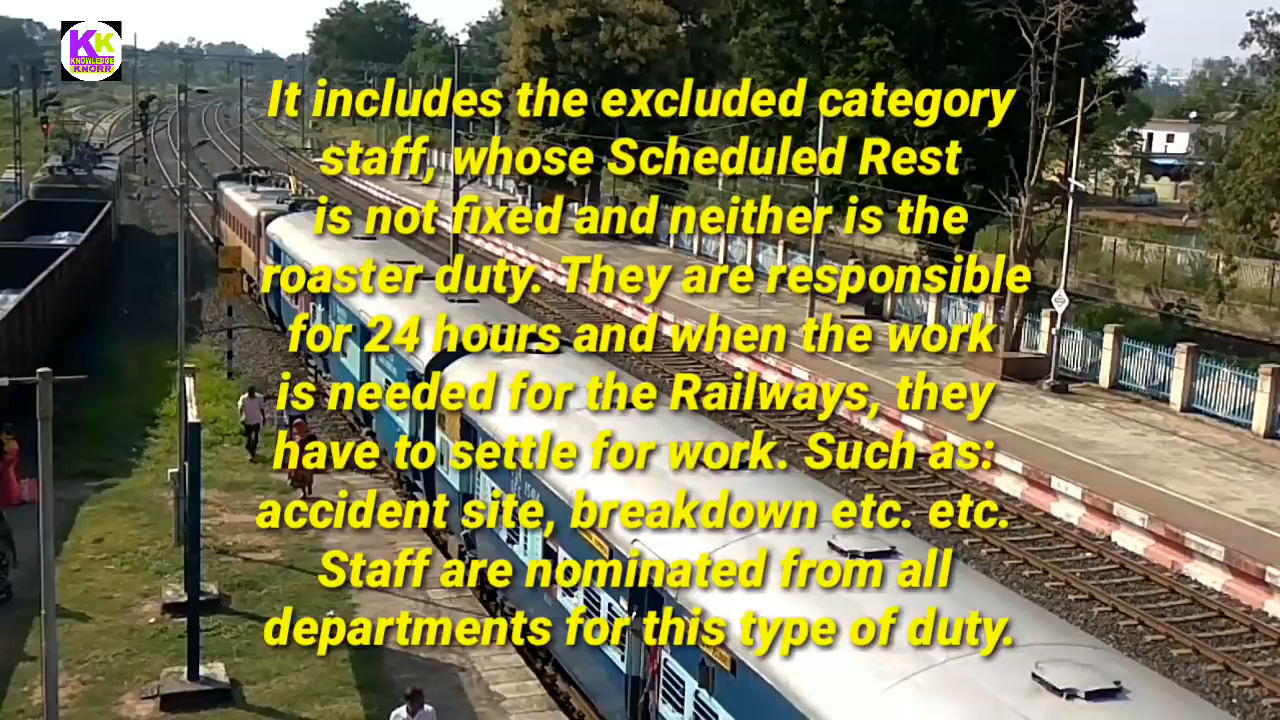 KK
KNOWLEDGE
KNORR
It includes the excluded category
staff, whose Scheduled Rest
is not fixed and neither is the
roaster duty. They are responsible
for 24 hours and when the work
is needed for the Railways, they
have to settle for work. Such as:
accident site, breakdown etc. etc.
Staff are nominated from all
departments for this type of duty.